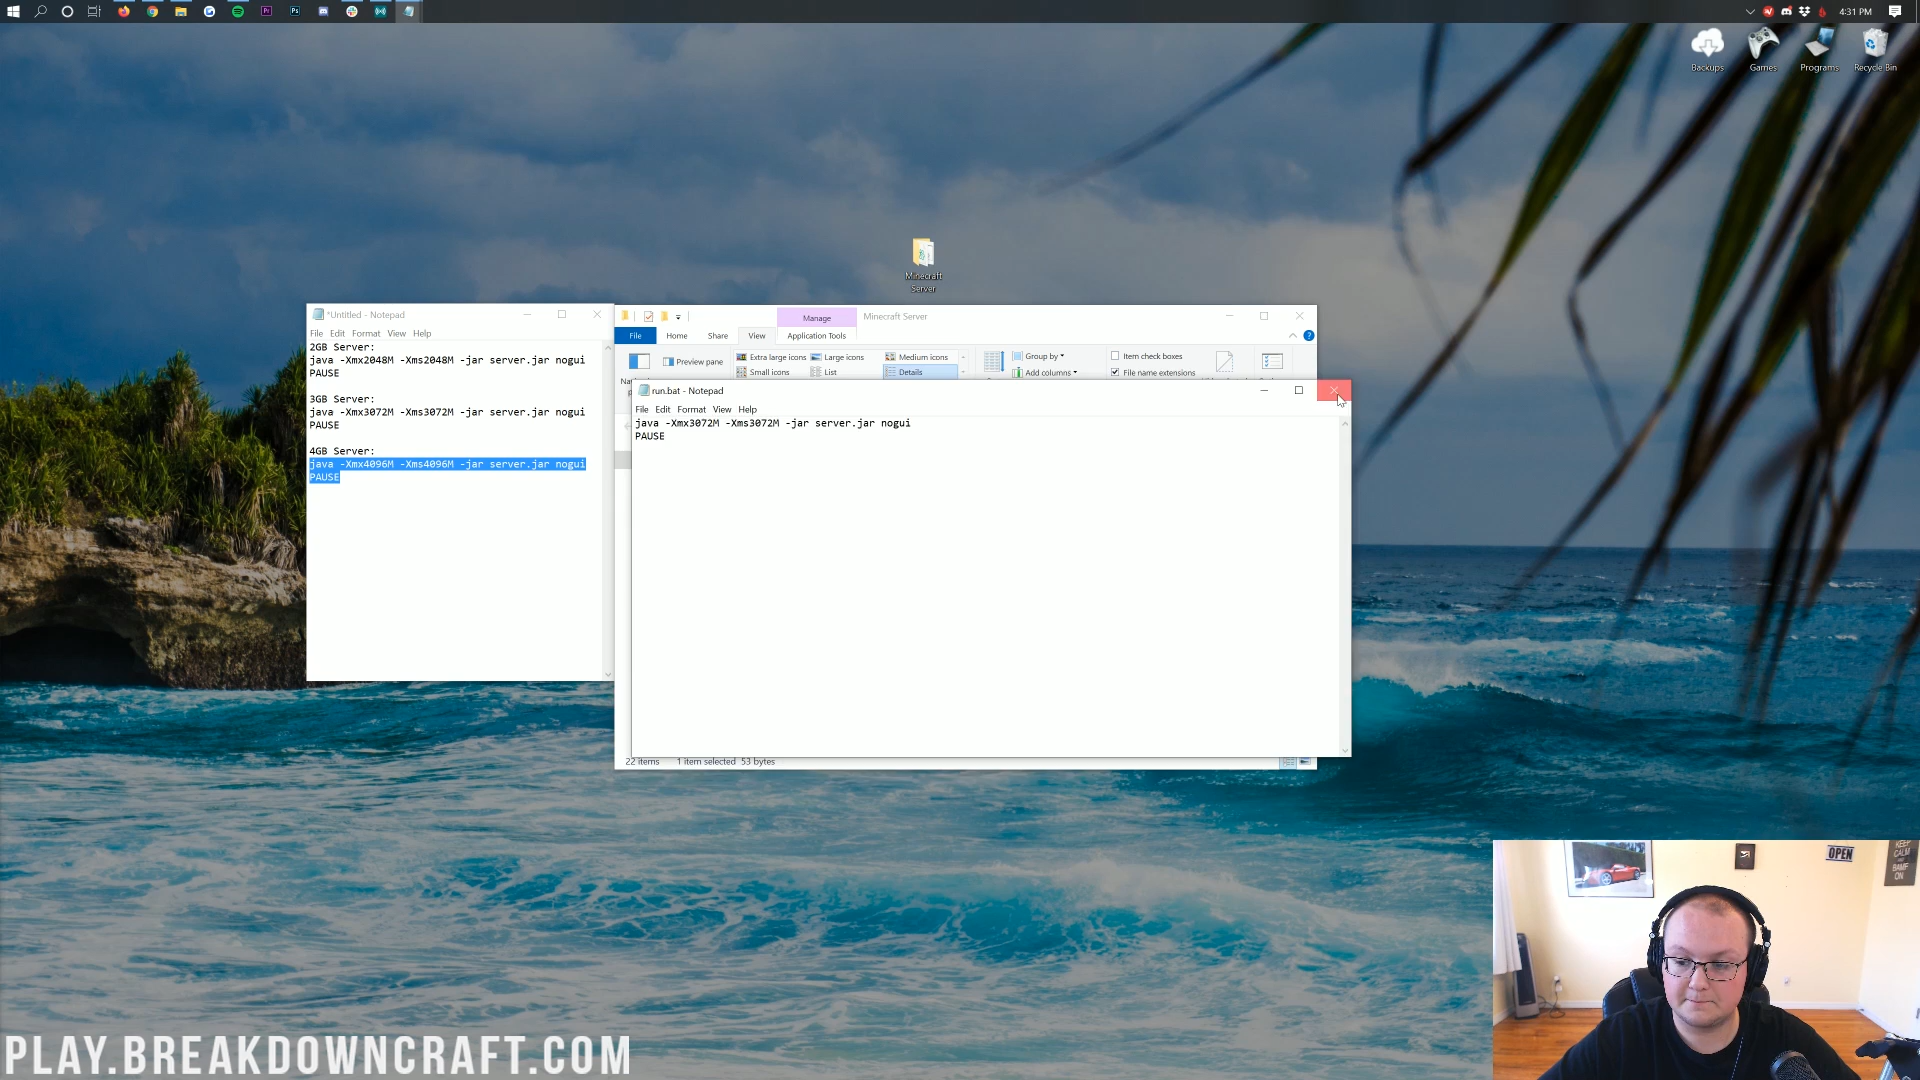 4:31 PM
Backups
Games
Programs
Recycle Bin
Minecraft
Server
*Untitled - Notepad
File Edit Format View Help
2GB Server:
java -Xmx2048M -Xms2048M -jar server.jar nogui
PAUSE
3GB Server:
java -Xmx3072M -Xms3072M -jar server.jar nogui
PAUSE
4GB Server:
java -Xmx4096M -Xms4096M -jar server.jar nogui
PAUSE
Manage
Minecraft Server
File Home Share View Application Tools
Preview pane
Extra large icons Large icons Medium icons
Small icons List Details
Group by
Add columns
Item check boxes
File name extensions
run.bat - Notepad
File Edit Format View Help
java -Xmx3072M -Xms3072M -jar server.jar nogui
PAUSE
22 items 1 item selected 53 bytes
OPEN
KEEP
CALM
AND
BAMF
ON
PLAY.BREAKDOWNCRAFT.COM